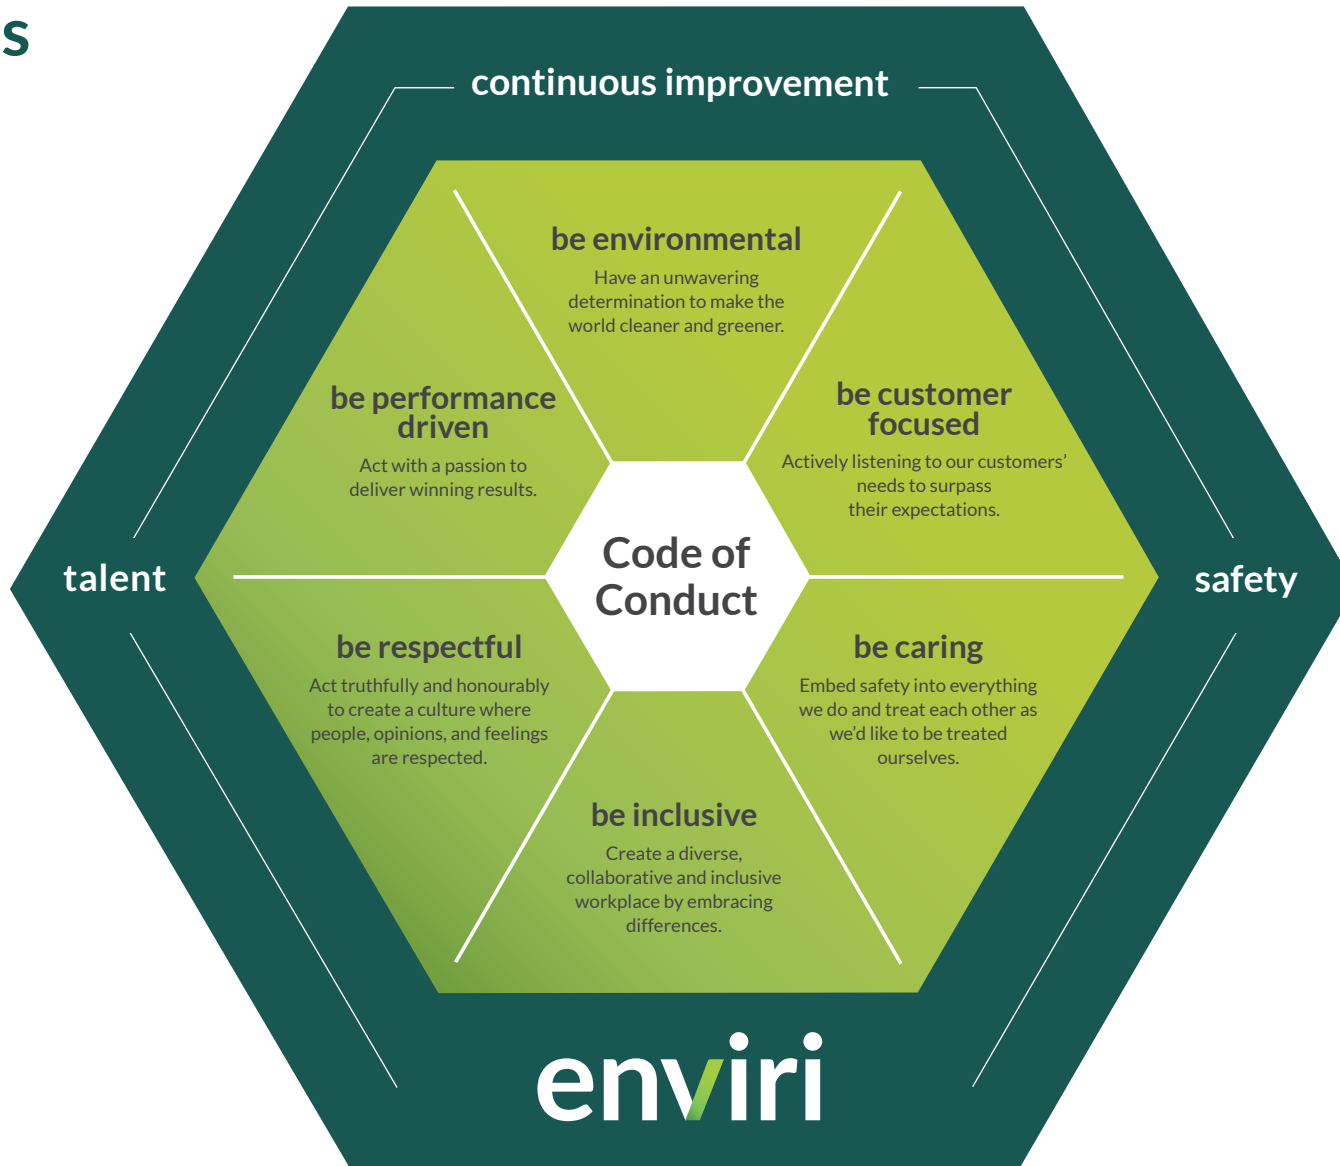 s
continuous improvement
be environmental
Have an unwavering
determination to make the
world cleaner and greener.
be performance
driven
Act with a passion to
deliver winning results.
be customer
focused
Actively listening to our customers’
needs to surpass
their expectations.
Code of
Conduct
talent
safety
be respectful
Act truthfully and honourably
to create a culture where
people, opinions, and feelings
are respected.
be caring
Embed safety into everything
we do and treat each other as
we’d like to be treated
ourselves.
be inclusive
Create a diverse,
collaborative and inclusive
workplace by embracing
differences.
enviri